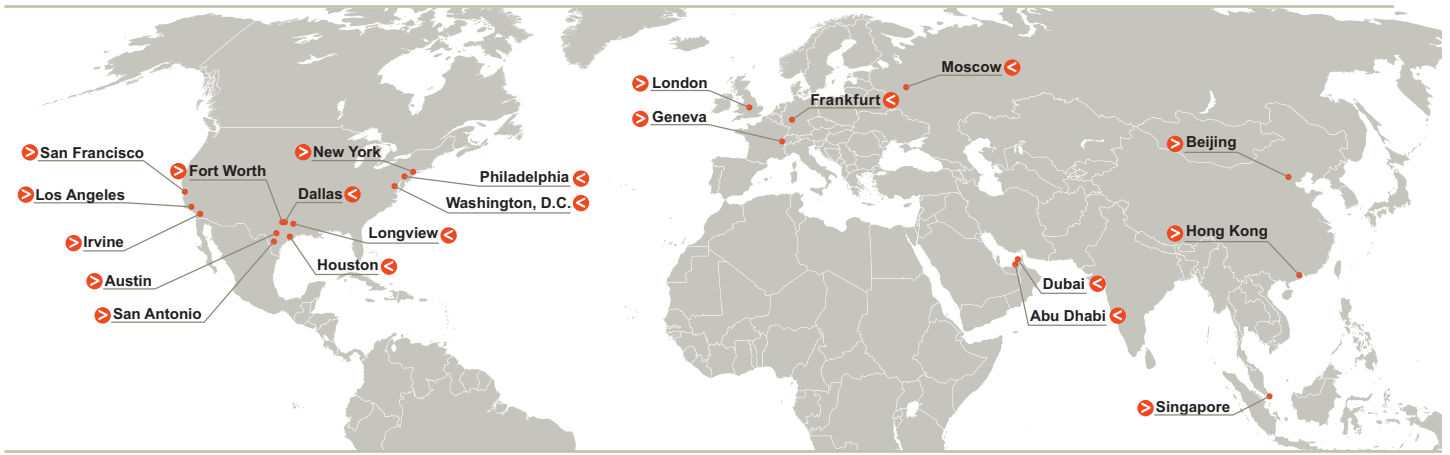 San Francisco
Los Angeles
Irvine
Austin
San Antonio
Fort Worth
New York
Dallas
Philadelphia
Washington, D.C.
Longview
Houston
London
Geneva
Frankfurt
Moscow
Dubai
Abu Dhabi
Beijing
Hong Kong
Singapore